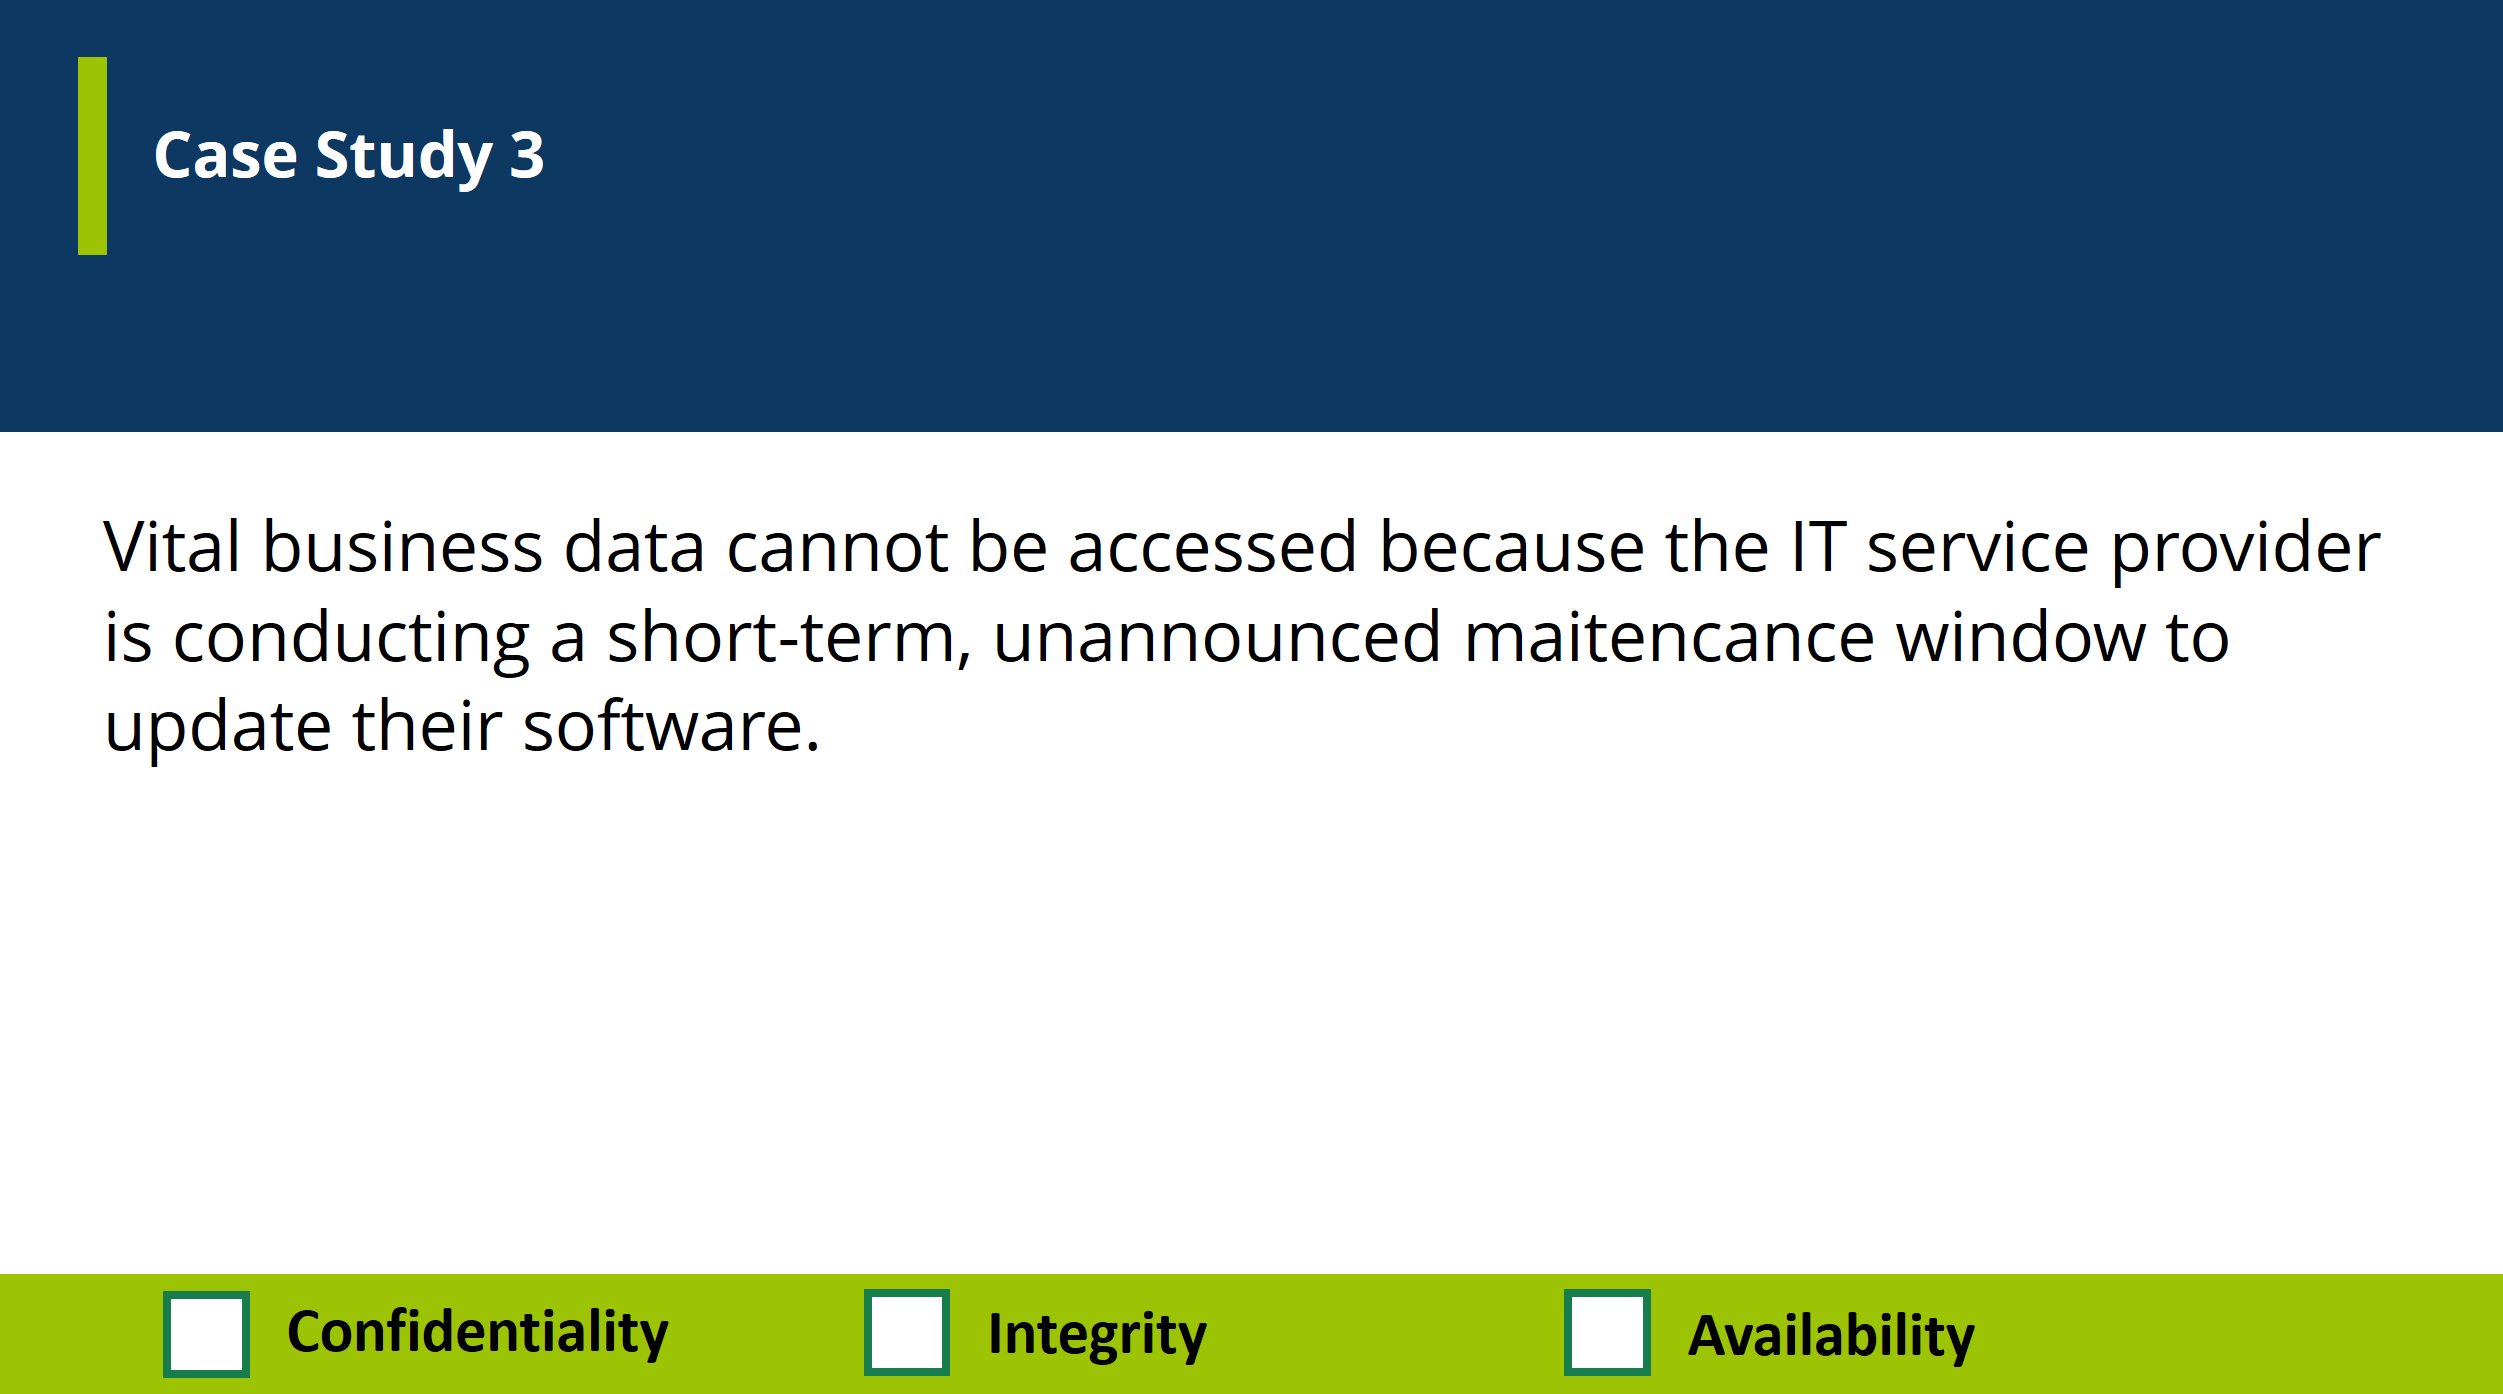 Case Study 3
Vital business data cannot be accessed because the IT service provider
is conducting a short-term, unannounced maitencance window to
update their software.
Confidentiality
Integrity
Availability